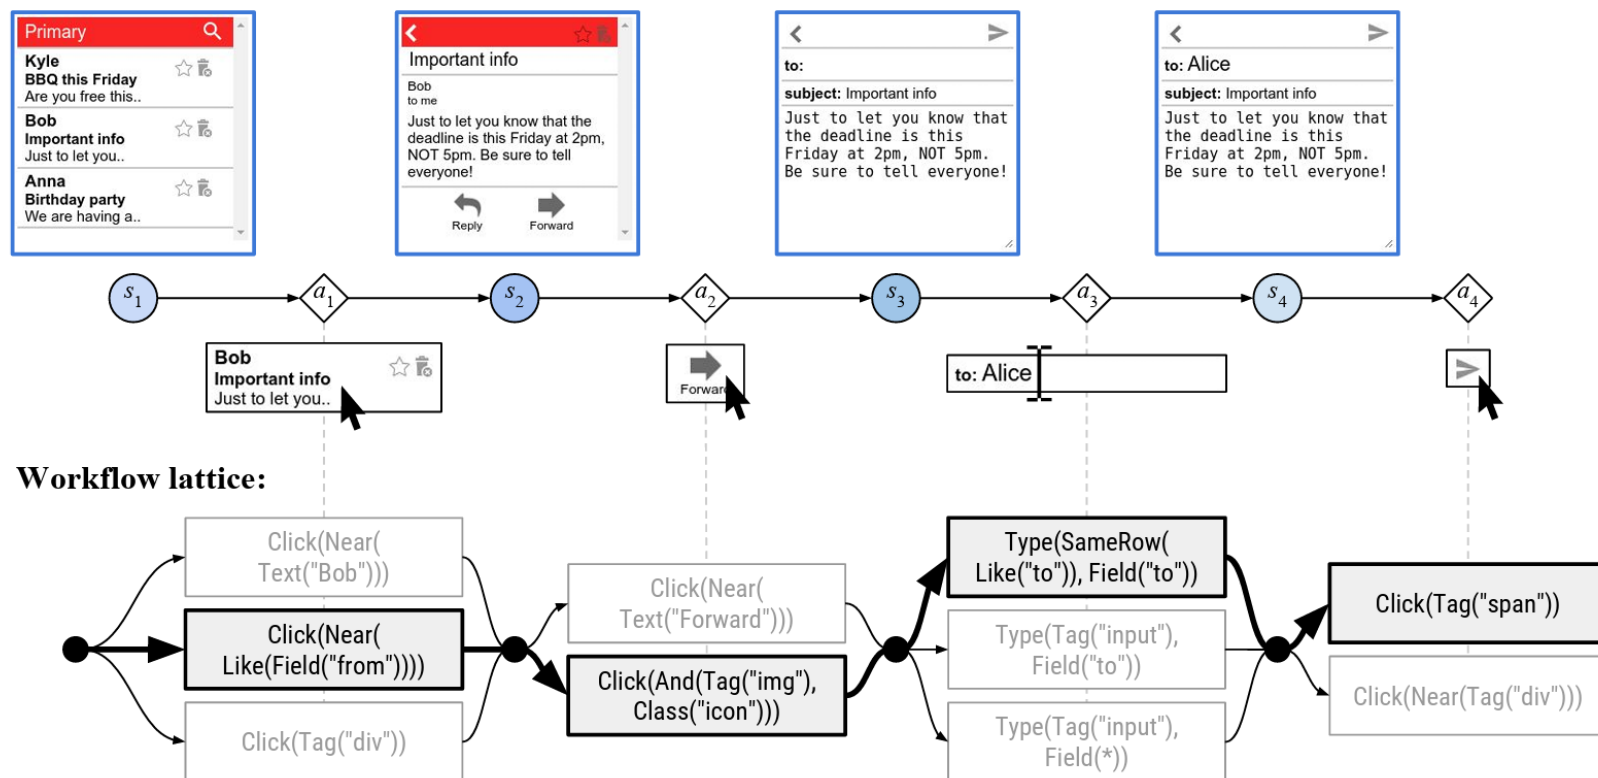 Primary
Kyle
BBQ this Friday
Are you free this..
Bob
Important info
Just to let you..
Anna
Birthday party
We are having a..
Important info
Bob
to me
Just to let you know that the
deadline is this Friday at 2pm,
NOT 5pm. Be sure to tell
everyone!
Reply
Forward
to:
subject: Important info
Just to let you know that
the deadline is this
Friday at 2pm, NOT 5pm.
Be sure to tell everyone!
to: Alice
subject: Important info
Just to let you know that
the deadline is this
Friday at 2pm, NOT 5pm.
Be sure to tell everyone!
s1
a1
s2
a2
s3
a3
s4
a4
Bob
Important info
Just to let you..
Forward
to: Alice
Workflow lattice:
Click(Near(
Text("Bob")))
Click(Near(
Like(Field("from"))))
Click(Tag("div"))
Click(Near(
Text("Forward")))
Click(And(Tag("img"),
Class("icon")))
Type(SameRow(
Like("to")), Field("to"))
Type(Tag("input"),
Field("to"))
Type(Tag("input"),
Field(*))
Click(Tag("span"))
Click(Near(Tag("div")))